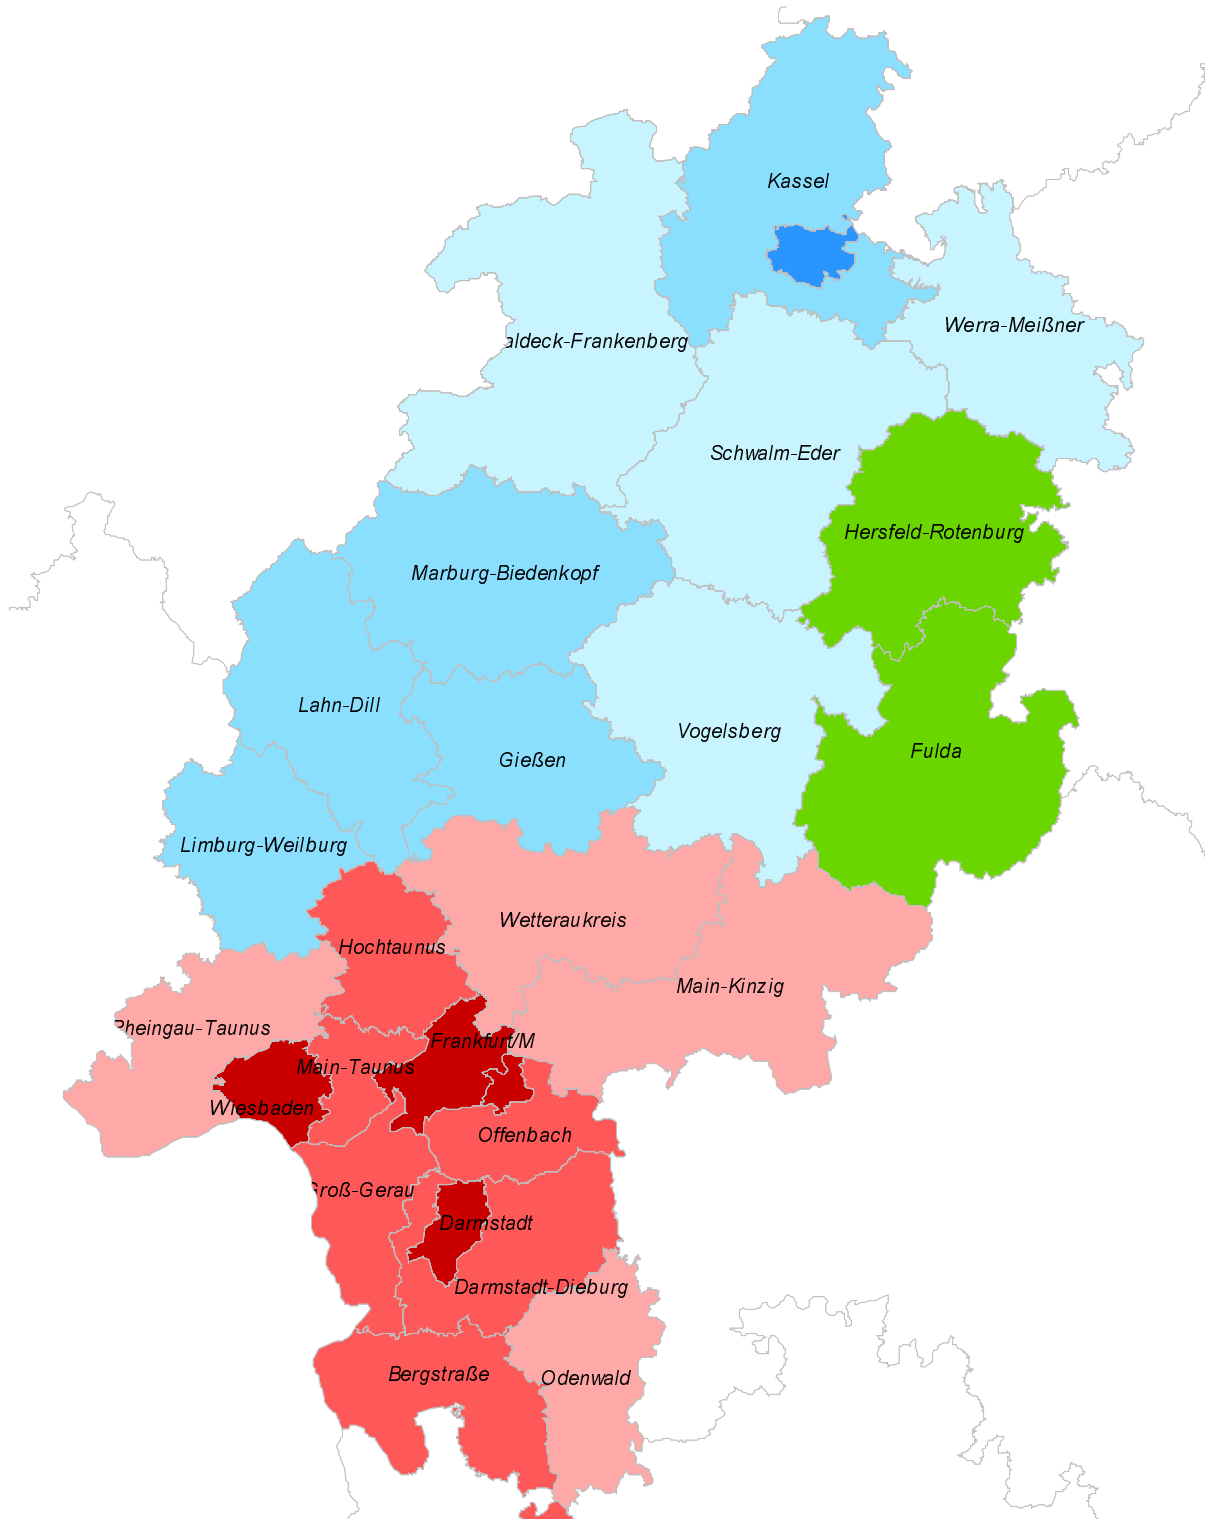 Kassel
Werra-Meißner
aldeck-Frankenberg
Schwalm-Eder
Hersfeld-Rotenburg
Marburg-Biedenkopf
Lahn-Dill
Vogelsberg
Fulda
Gießen
Limburg-Weilburg
Wetteraukreis
Hochtaunus
Main-Kinzig
Rheingau-Taunus
Frankfurt/M
Main-Taunus
Wiesbaden
Offenbach
Groß-Gerau
Darmstadt
Darmstadt-Dieburg
Bergstraße
Odenwald